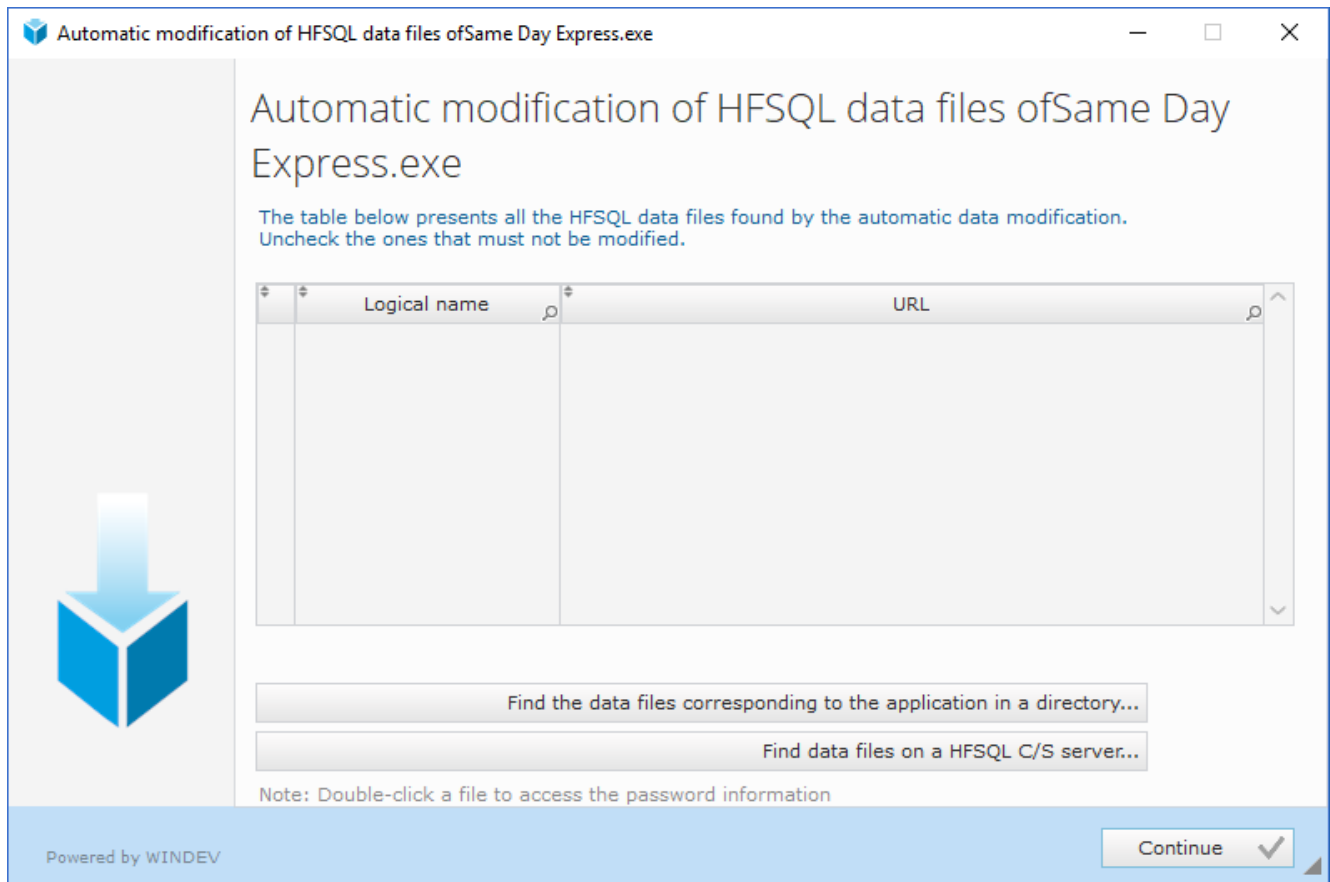 Automatic modification of HFSQL data files ofSame Day Express.exe
Automatic modification of HFSQL data files ofSame Day
Express.exe
The table below presents all the HFSQL data files found by the automatic data modification.
Uncheck the ones that must not be modified.
Logical name URL
Find the data files corresponding to the application in a directory...
Find data files on a HFSQL C/S server...
Note: Double-click a file to access the password information
Continue
Powered by WINDEV